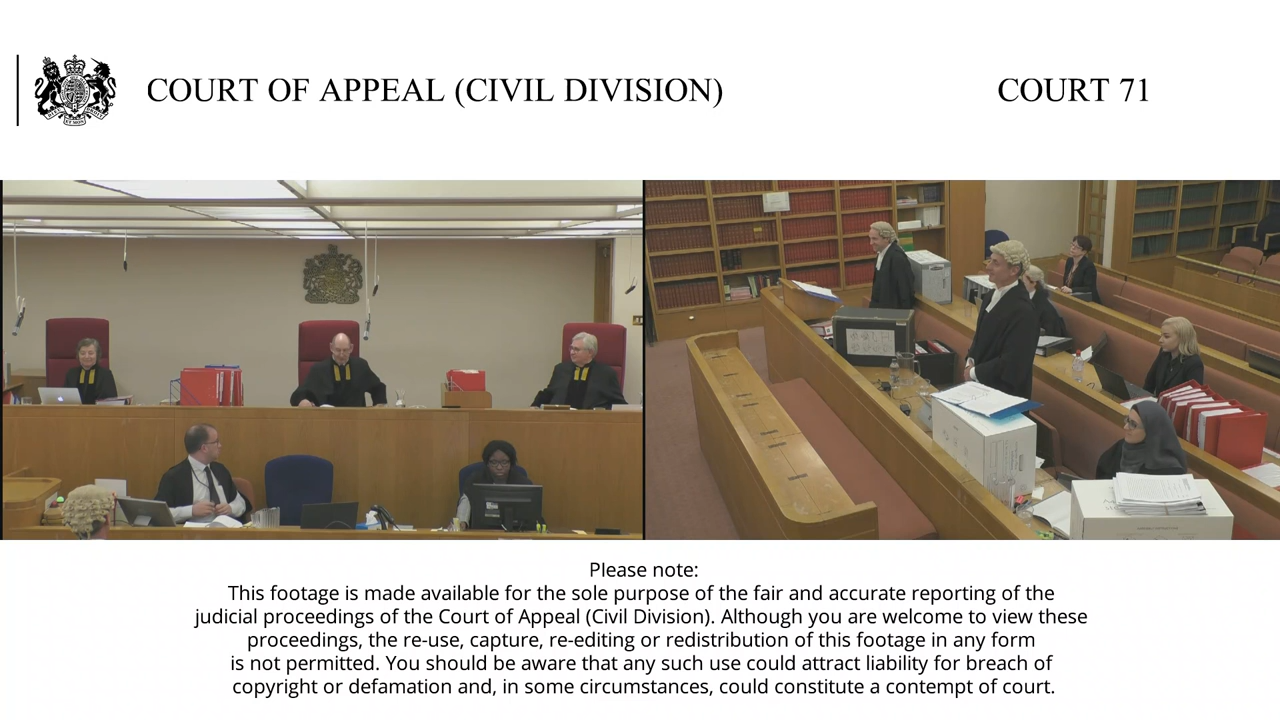 COURT OF APPEAL (CIVIL DIVISION)
COURT 71
Please note:
This footage is made available for the sole purpose of the fair and accurate reporting of the
judicial proceedings of the Court of Appeal (Civil Division). Although you are welcome to view these
proceedings, the re-use, capture, re-editing or redistribution of this footage in any form
is not permitted. You should be aware that any such use could attract liability for breach of
copyright or defamation and, in some circumstances, could constitute a contempt of court.